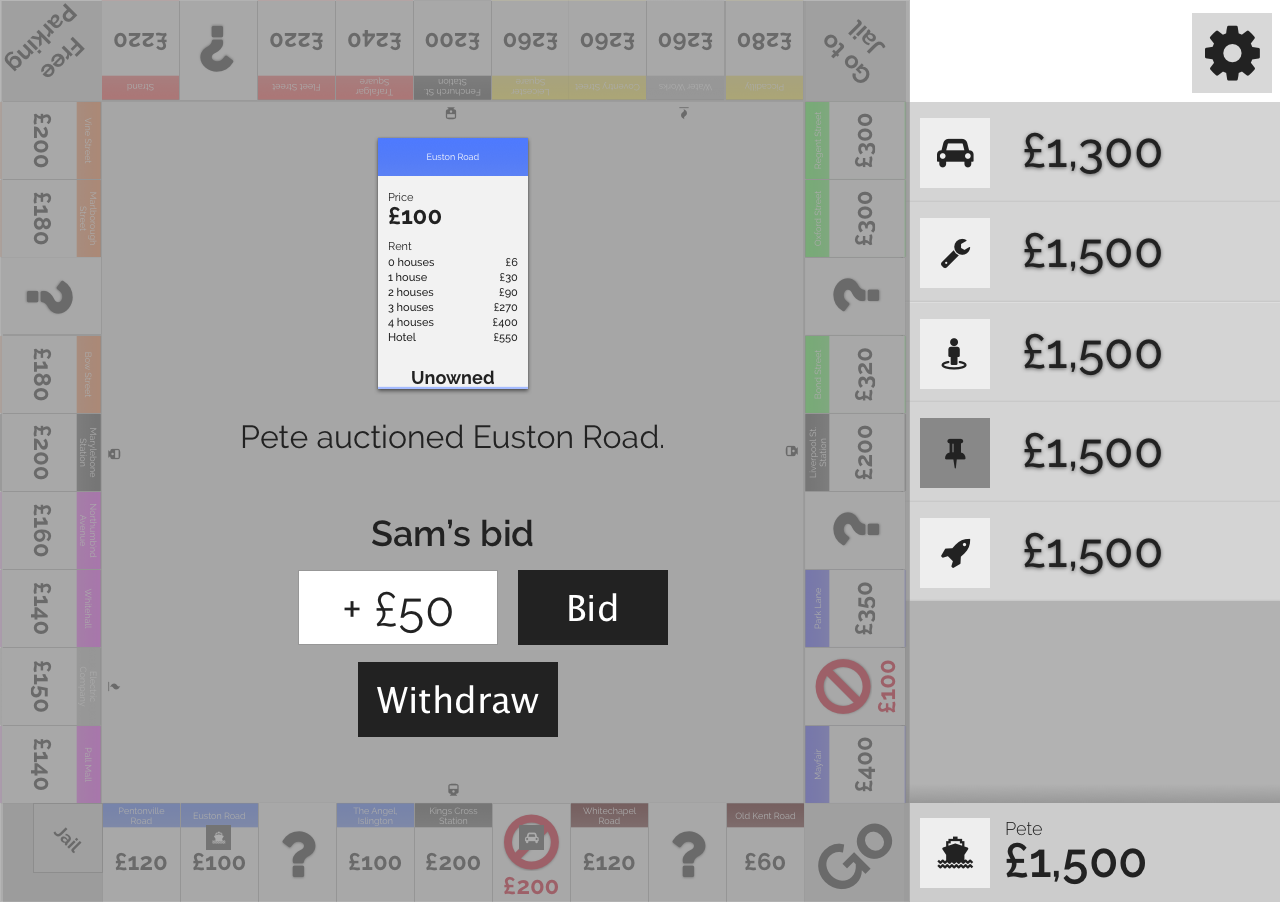 Free
Parking
£220
?
£220
£240
£200
£260
£260
£260
£280
Go to
Jail
Strand
Fleet Street
Trafalgar
Square
Fenchurch St
Station
Leicester
Square
Coventry Street
Water Works
Piccadilly
Vine Street
£200
Marlborough
Street
£180
?
Bow Street
£180
Marylebone
Station
£200
Northumbrlnd
Avenue
£160
Whitehall
£140
Electric
Company
£150
Pall Mall
£140
Regent Street
£300
Oxford Street
£300
?
Bond Street
£320
Liverpool St.
Station
£200
?
Park Lane
£350
£100
Mayfair
£400
Euston Road
Price
£100
Rent
0 houses £6
1 house £30
2 houses £90
3 houses £270
4 houses £400
Hotel £550
Unowned
Pete auctioned Euston Road.
Sam's bid
+ £50 Bid
Withdraw
Jail
Pentonville
Road
£120
Euston Road
£100
?
The Angel,
Islington
£100
Kings Cross
Station
£200
£200
Whitechapel
Road
£120
?
Old Kent Road
£60
GO
£1,300
£1,500
£1,500
£1,500
£1,500
Pete
£1,500